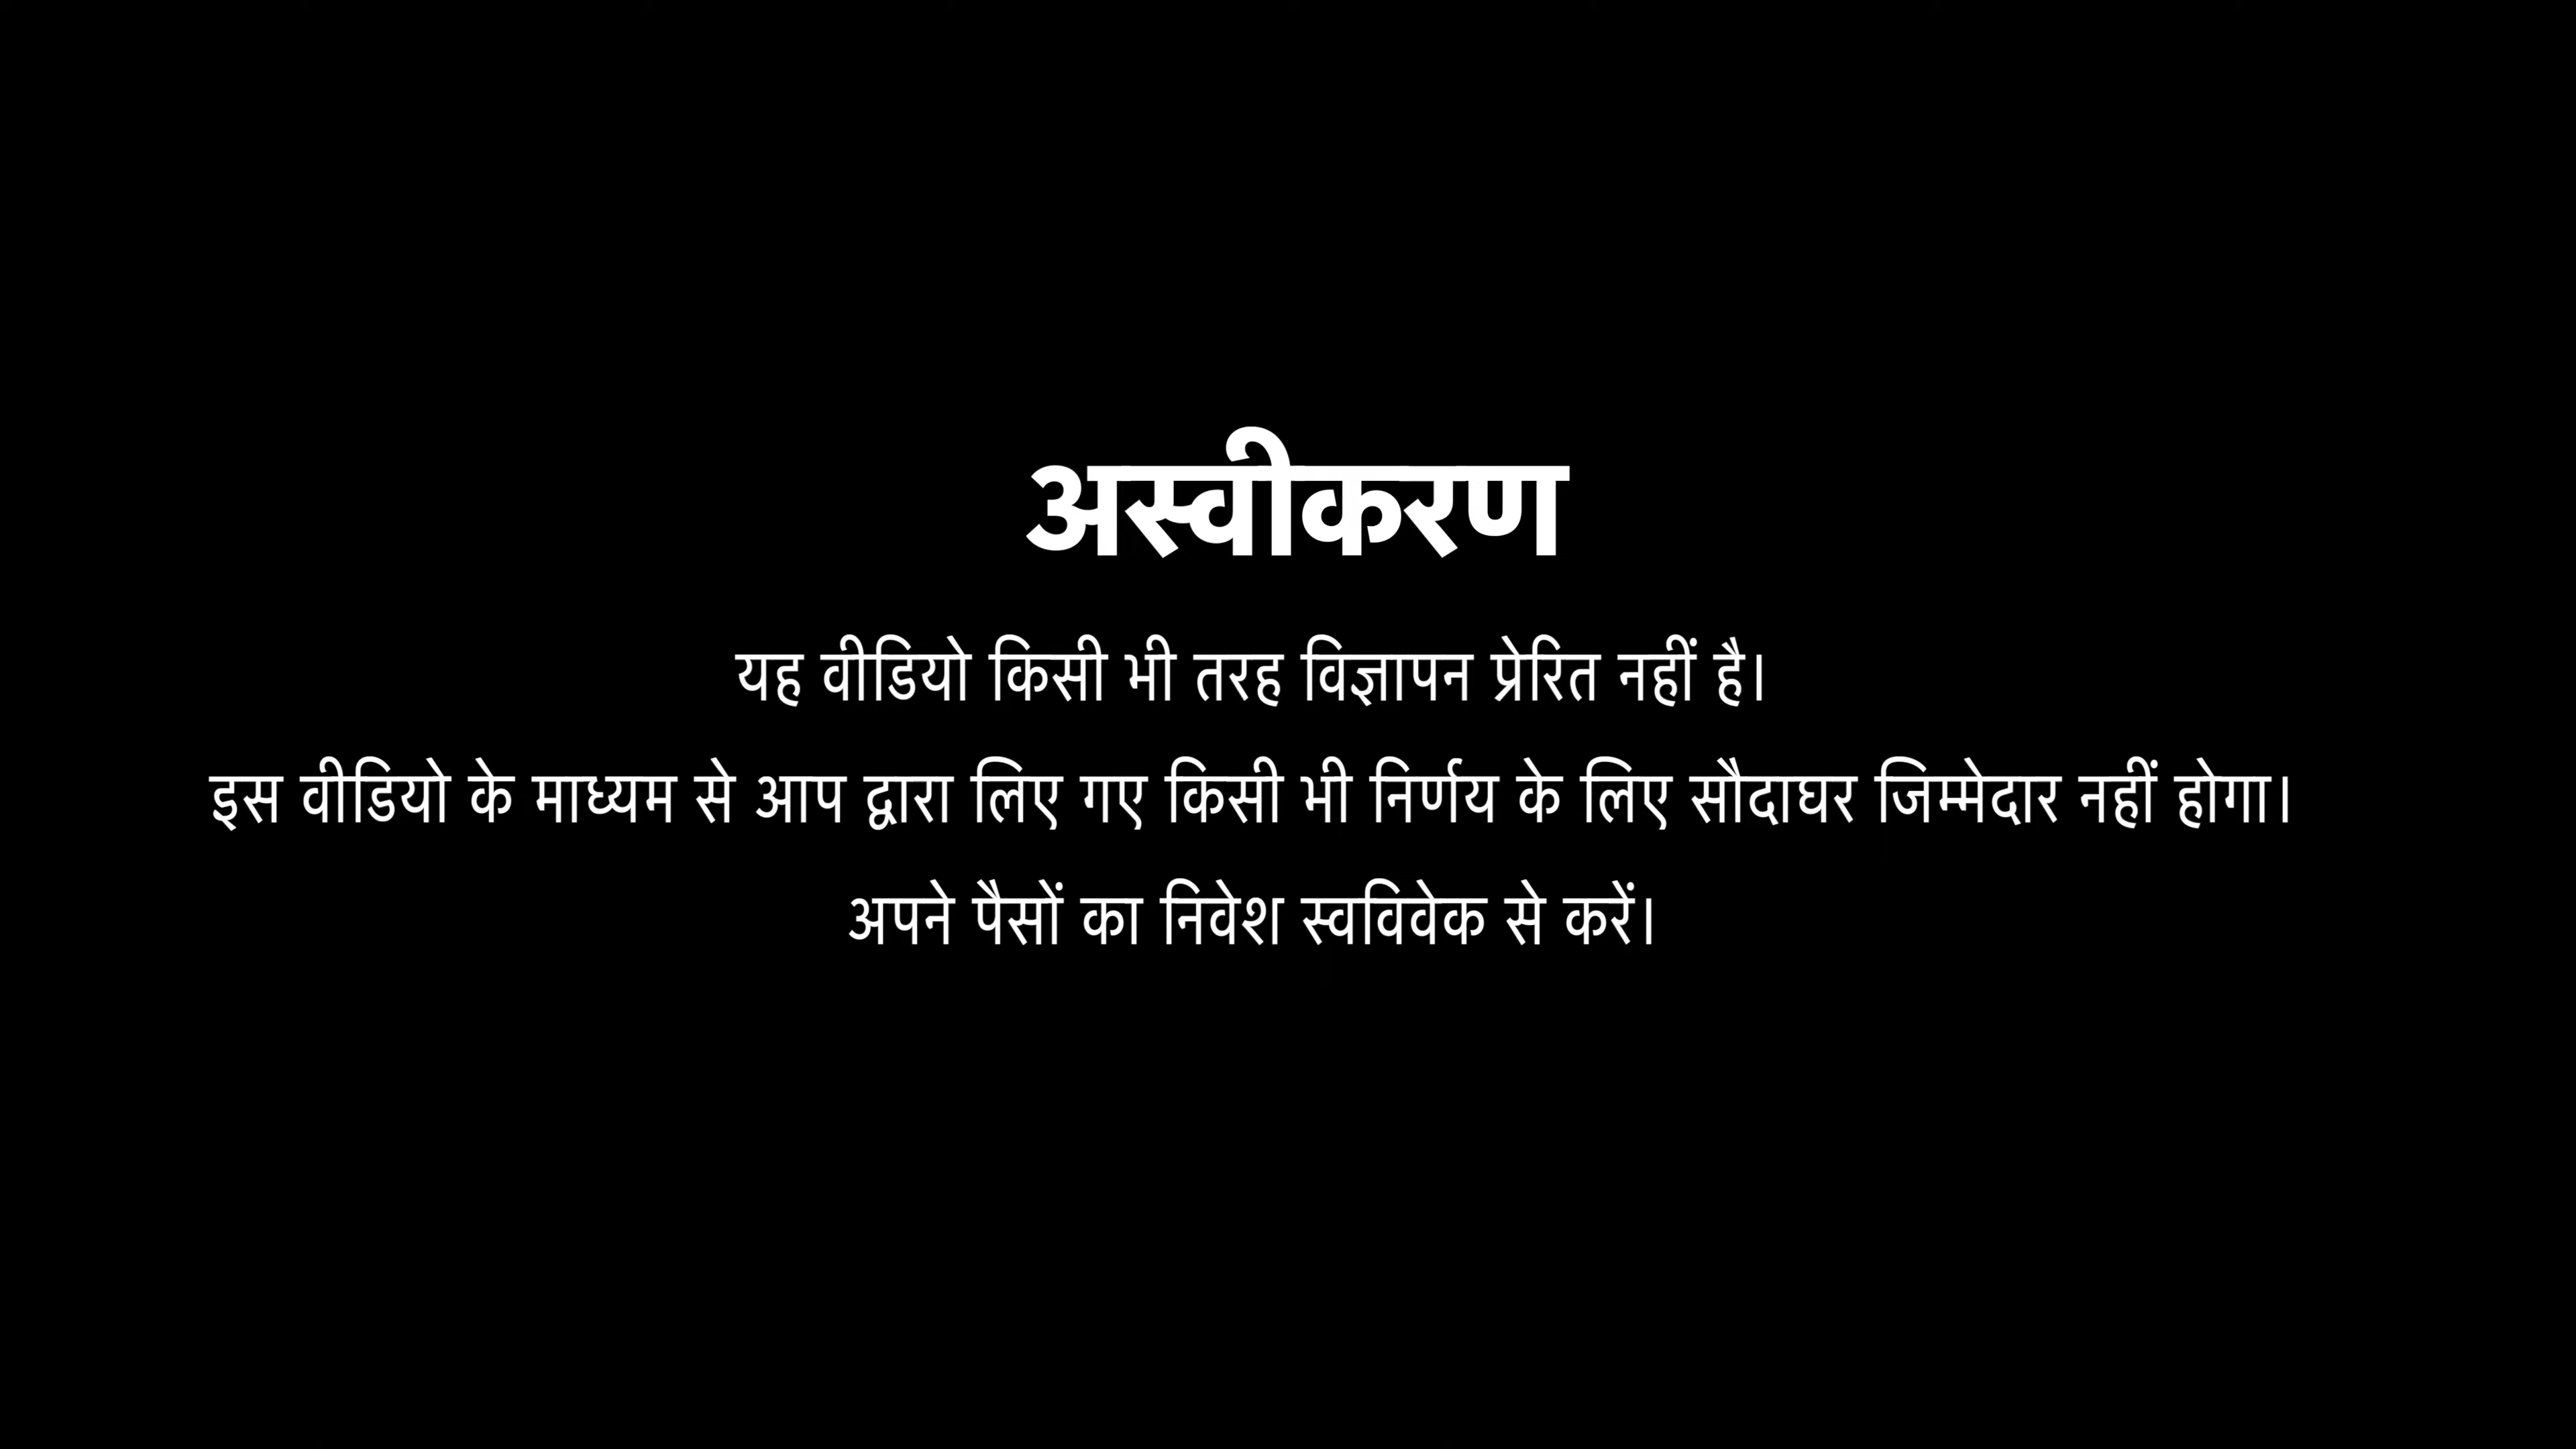 अस्वीकरण
यह वीडियो किसी भी तरह विज्ञापन प्रेरित नहीं है।
इस वीडियो के माध्यम से आप द्वारा लिए गए किसी भी निर्णय के लिए सौदाघर जिम्मेदार नहीं होगा।
अपने पैसों का निवेश स्वविवेक से करें।